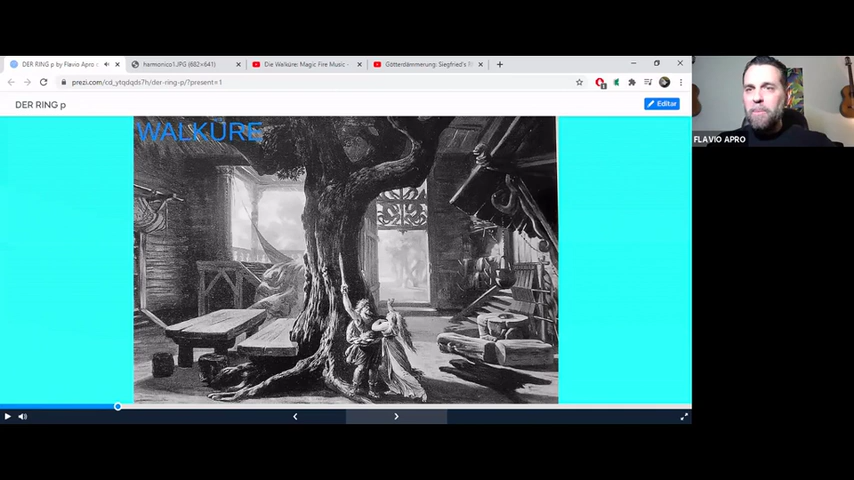 DER RING p by Flavio Apro
harmonico1.JPG (682×641)
Die Walküre: Magic Fire Music -
Götterdämmerung: Siegfried's
prezi.com/cd_ytqdqds7h/der-ring-p/?present=1
DER RING p
Editar
WALKURE
FLAVIO APRO